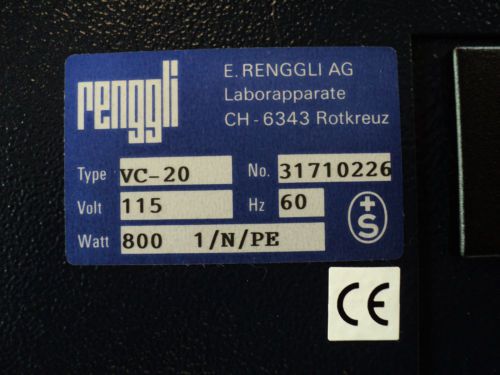 renggli
E. RENGGLI AG
Laborapparate
CH - 6343 Rotkreuz
Type VC-20 No. 31710226
Volt 115 Hz 60
Watt 800 1/N/PE
+S
CE